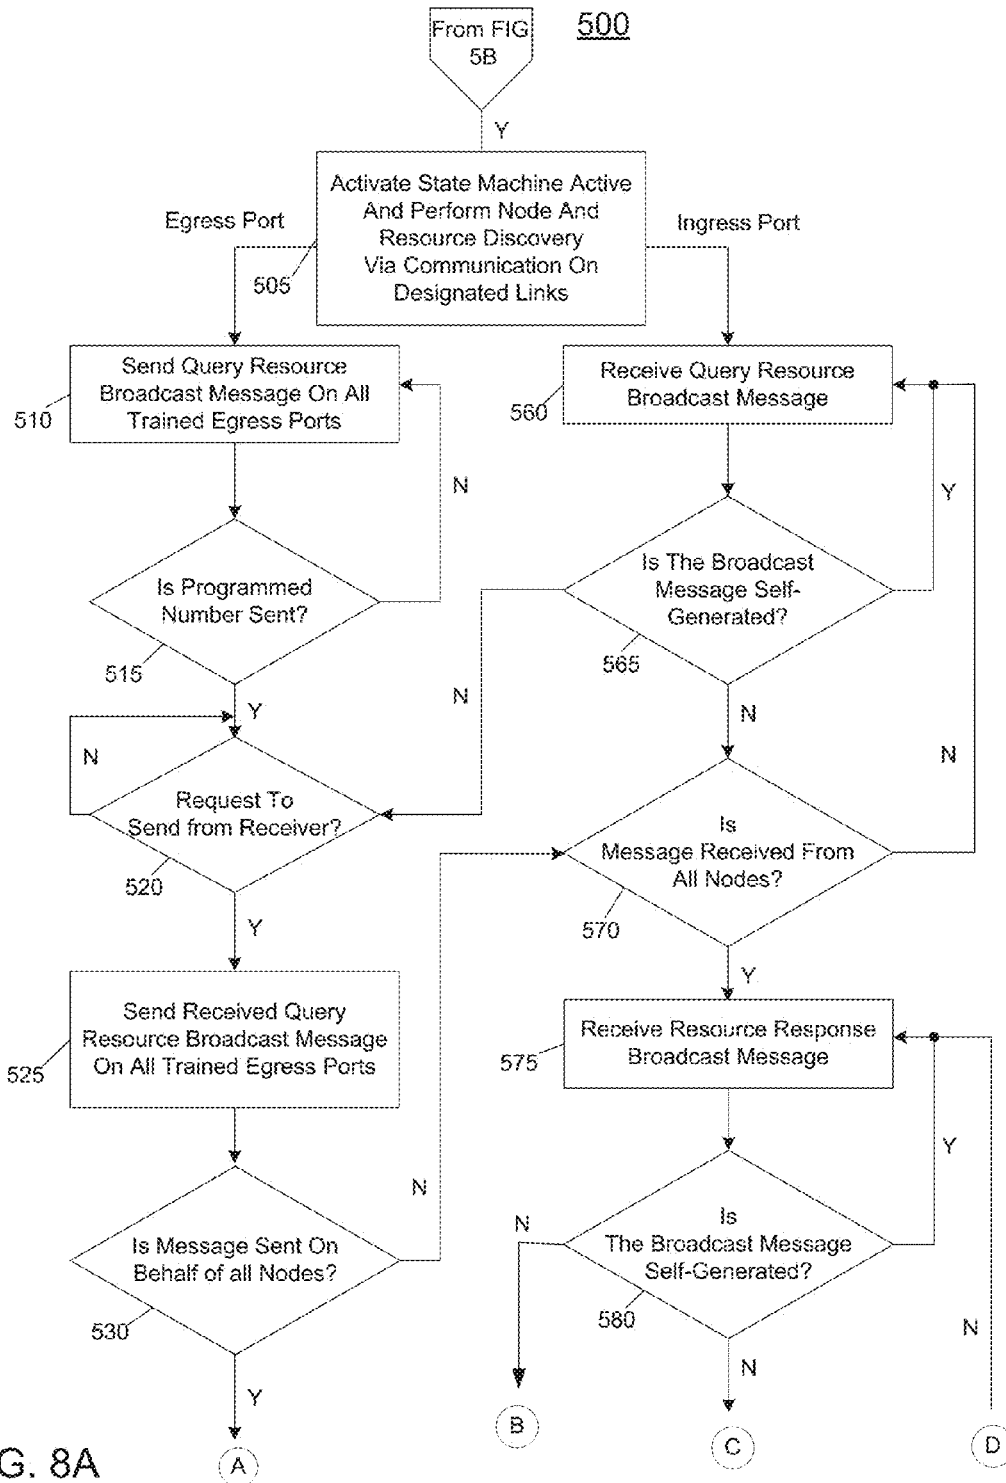 From FIG
5B
500
Y
Activate State Machine Active
And Perform Node And
Resource Discovery
Via Communication On
Designated Links
Egress Port
Ingress Port
505
Send Query Resource
Broadcast Message On All
Trained Egress Ports
510
N
Is Programmed
Number Sent?
515
Y
N
Request To
Send from Receiver?
520
Y
Send Received Query
Resource Broadcast Message
On All Trained Egress Ports
525
Is Message Sent On
Behalf of all Nodes?
530
N
Y
A
Receive Query Resource
Broadcast Message
560
Y
Is The Broadcast
Message Self-
Generated?
565
N
N
Is
Message Received From
All Nodes?
570
N
Y
Receive Resource Response
Broadcast Message
575
Y
Is
The Broadcast Message
Self-Generated?
580
N
N
N
B
C
D
G. 8A